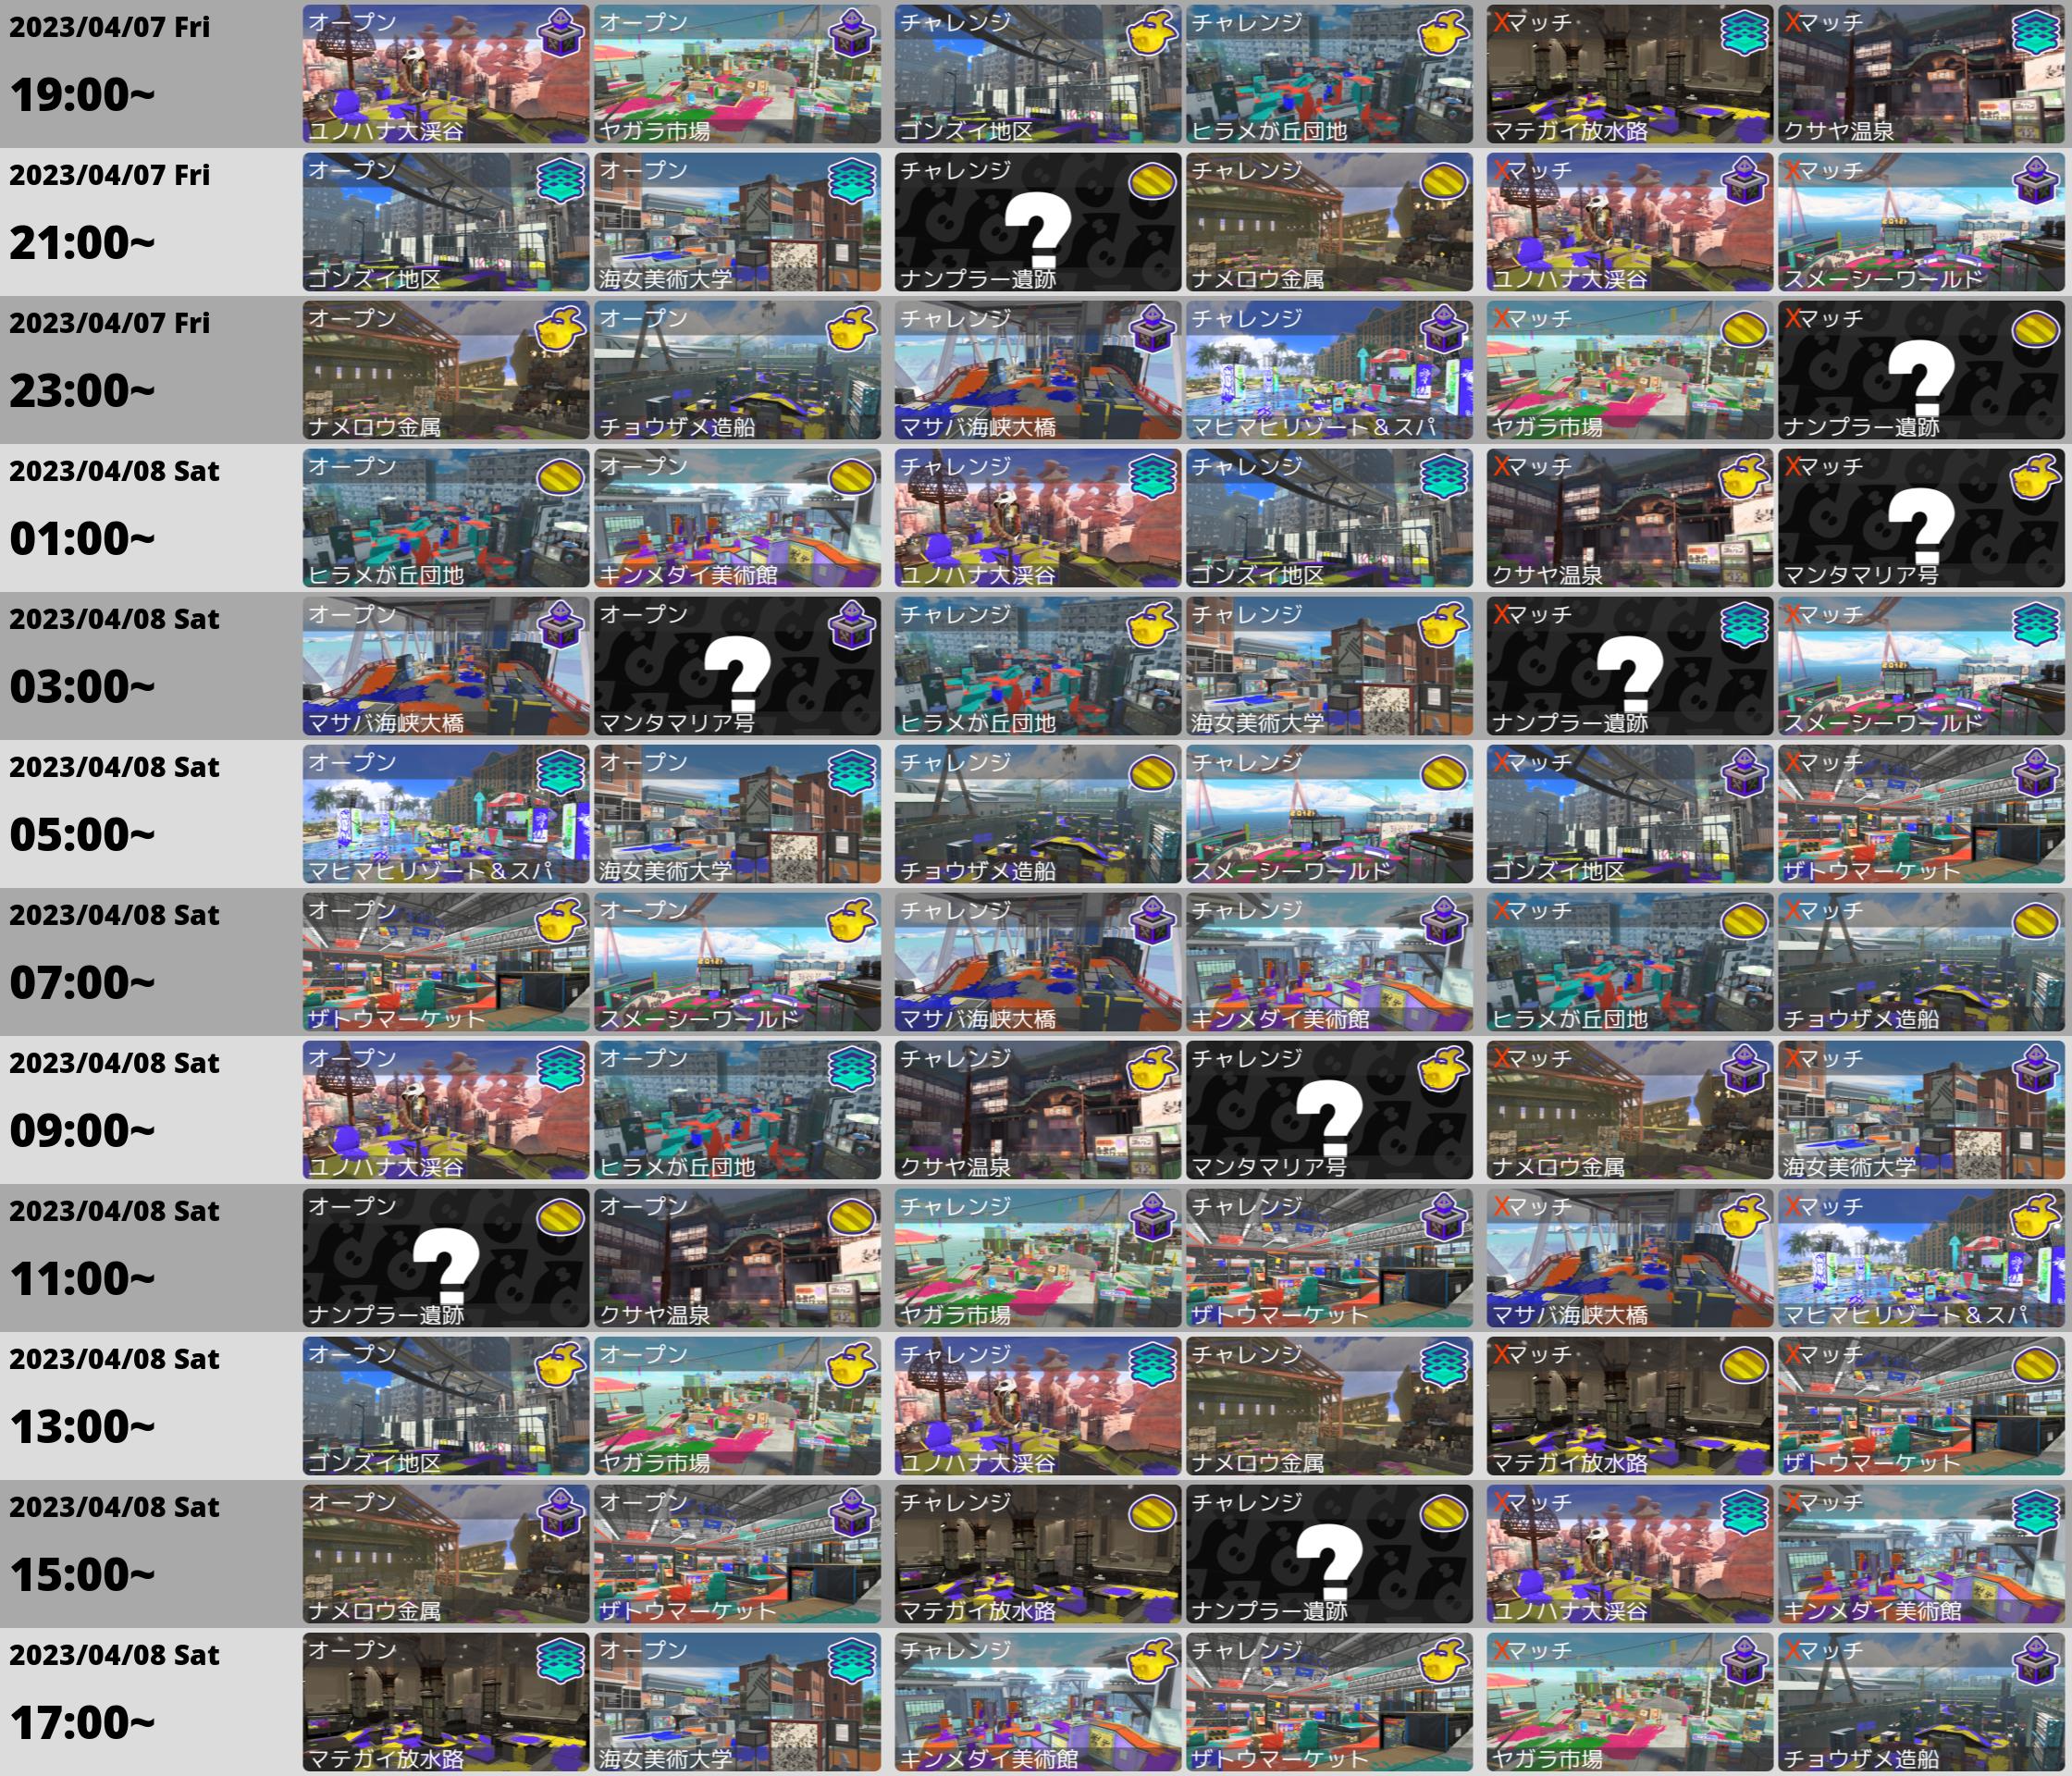 2023/04/07 Fri
19:00~
オープン オープン チャレンジ チャレンジ Xマッチ Xマッチ
ユノハナ大渓谷 ヤガラ市場 ゴンズイ地区 ヒラメが丘団地 マテガイ放水路 クサヤ温泉
2023/04/07 Fri
21:00~
オープン オープン チャレンジ チャレンジ Xマッチ Xマッチ
?
ゴンズイ地区 海女美術大学 ナンプラー遺跡 ナメロウ金属 ユノハナ大渓谷 スメーシーワールド
2023/04/07 Fri
23:00~
オープン オープン チャレンジ チャレンジ Xマッチ Xマッチ
?
ナメロウ金属 チョウザメ造船 マサバ海峡大橋 マヒマヒリゾート&スパ ヤガラ市場 ナンプラー遺跡
2023/04/08 Sat
01:00~
オープン オープン チャレンジ チャレンジ Xマッチ Xマッチ
?
ヒラメが丘団地 キンメダイ美術館 ユノハナ大渓谷 ゴンズイ地区 クサヤ温泉 マンタマリア号
2023/04/08 Sat
03:00~
オープン オープン チャレンジ チャレンジ Xマッチ Xマッチ
? ?
マサバ海峡大橋 マンタマリア号 ヒラメが丘団地 海女美術大学 ナンプラー遺跡 スメーシーワールド
2023/04/08 Sat
05:00~
オープン オープン チャレンジ チャレンジ Xマッチ Xマッチ
マヒマヒリゾート&スパ 海女美術大学 チョウザメ造船 スメーシーワールド ゴンズイ地区 ザトウマーケット
2023/04/08 Sat
07:00~
オープン オープン チャレンジ チャレンジ Xマッチ Xマッチ
ザトウマーケット スメーシーワールド マサバ海峡大橋 キンメダイ美術館 ヒラメが丘団地 チョウザメ造船
2023/04/08 Sat
09:00~
オープン オープン チャレンジ チャレンジ Xマッチ Xマッチ
?
ユノハナ大渓谷 ヒラメが丘団地 クサヤ温泉 マンタマリア号 ナメロウ金属 海女美術大学
2023/04/08 Sat
11:00~
オープン オープン チャレンジ チャレンジ Xマッチ Xマッチ
?
ナンプラー遺跡 クサヤ温泉 ヤガラ市場 ザトウマーケット マサバ海峡大橋 マヒマヒリゾート&スパ
2023/04/08 Sat
13:00~
オープン オープン チャレンジ チャレンジ Xマッチ Xマッチ
ゴンズイ地区 ヤガラ市場 ユノハナ大渓谷 ナメロウ金属 マテガイ放水路 ザトウマーケット
2023/04/08 Sat
15:00~
オープン オープン チャレンジ チャレンジ Xマッチ Xマッチ
?
ナメロウ金属 ザトウマーケット マテガイ放水路 ナンプラー遺跡 ユノハナ大渓谷 キンメダイ美術館
2023/04/08 Sat
17:00~
オープン オープン チャレンジ チャレンジ Xマッチ Xマッチ
マテガイ放水路 海女美術大学 キンメダイ美術館 ザトウマーケット ヤガラ市場 チョウザメ造船